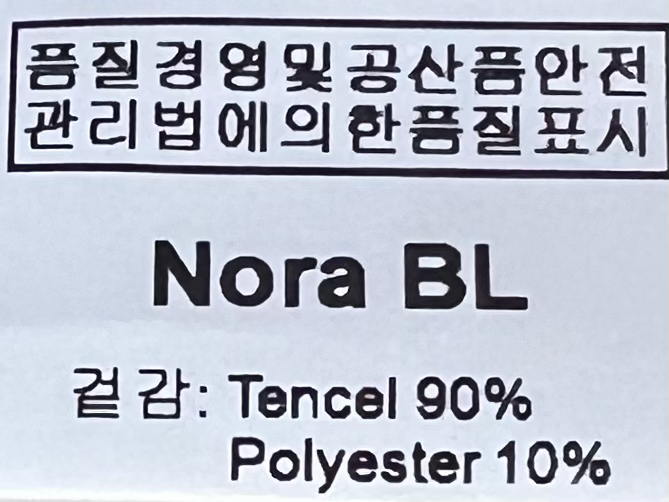 품질경영및공산품안전
관리법에의한품질표시
Nora BL
겉감: Tencel 90%
Polyester 10%